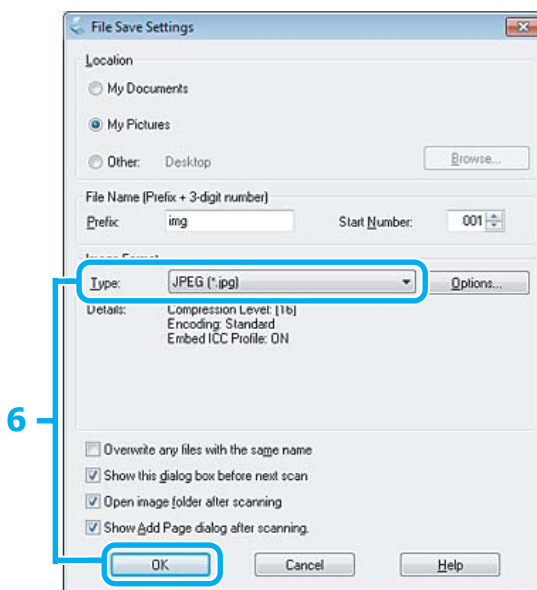 File Save Settings
Location
My Documents
My Pictures
Other: Desktop Browse...
File Name (Prefix + 3-digit number)
Prefix: img Start Number: 001
Image Format
Type: JPEG (*.jpg) Options...
Details: Compression Level: [16]
Encoding: Standard
Embed ICC Profile: ON
6
Overwrite any files with the same name
Show this dialog box before next scan
Open image folder after scanning
Show Add Page dialog after scanning.
OK Cancel Help